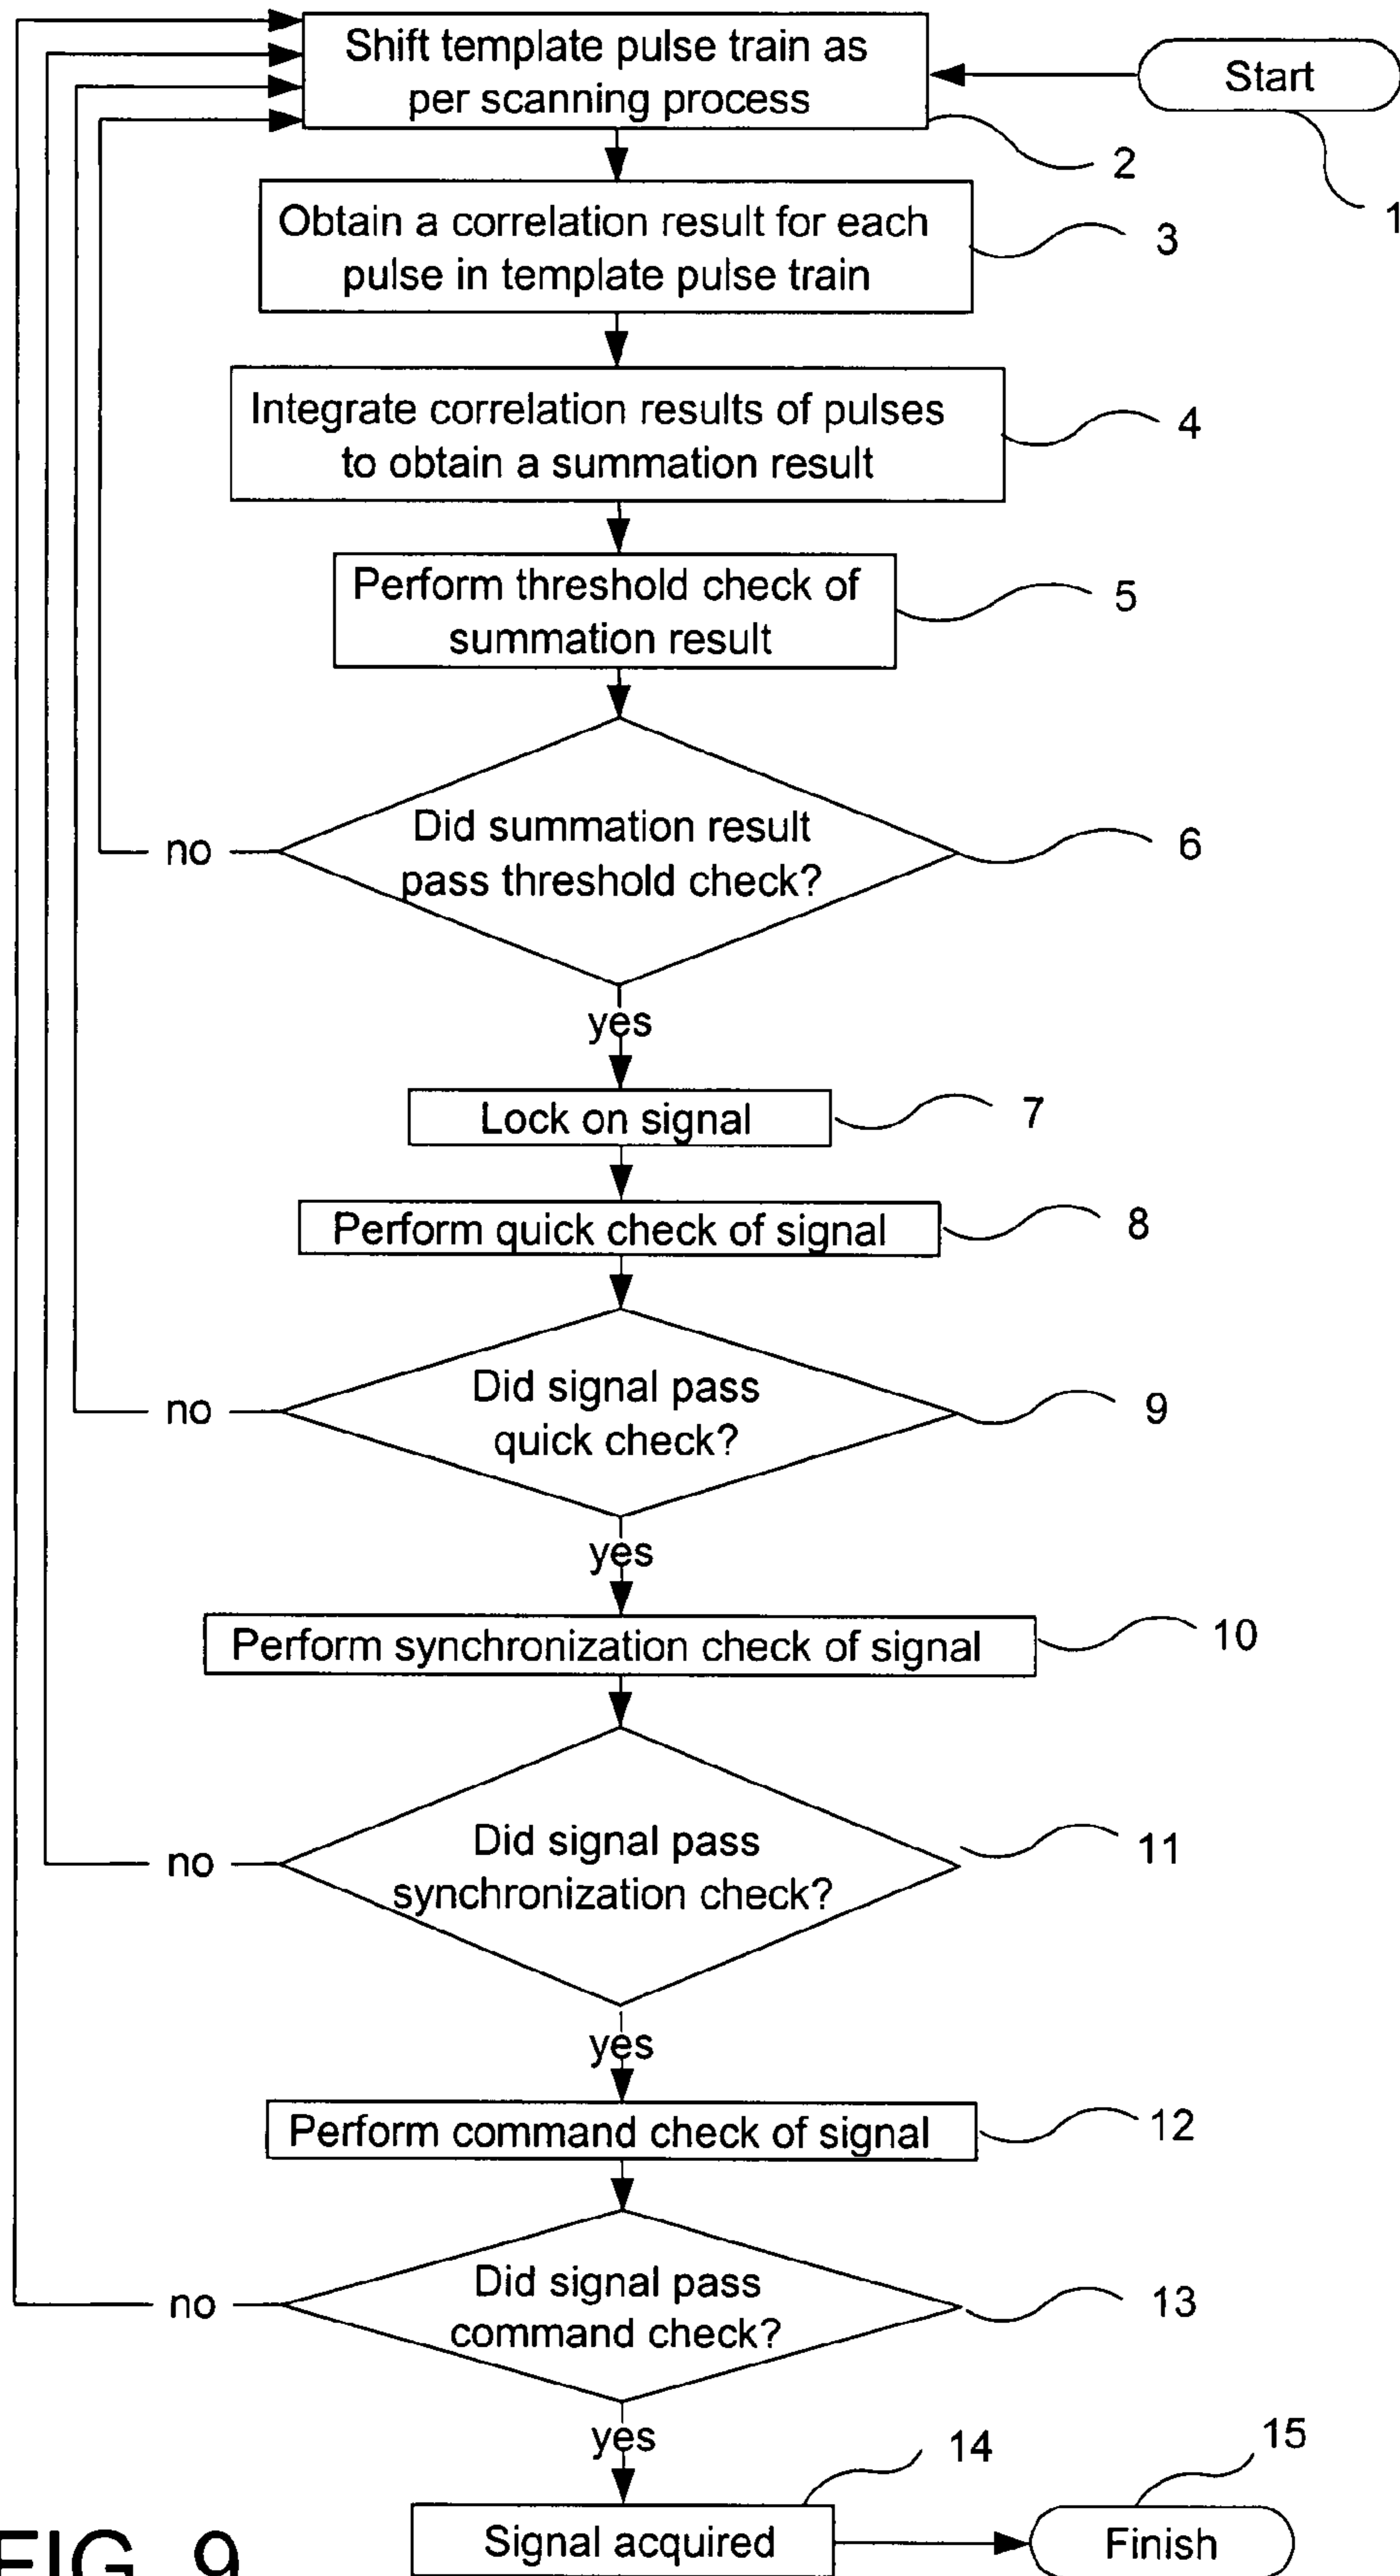 Shift template pulse train as
per scanning process
Start
2
1
Obtain a correlation result for each
pulse in template pulse train
3
Integrate correlation results of pulses
to obtain a summation result
4
Perform threshold check of
summation result
5
Did summation result
pass threshold check?
no
6
yes
Lock on signal
7
Perform quick check of signal
8
Did signal pass
quick check?
no
9
yes
Perform synchronization check of signal
10
Did signal pass
synchronization check?
no
11
yes
Perform command check of signal
12
Did signal pass
command check?
no
13
yes
14
15
Signal acquired
Finish
FIG. 9